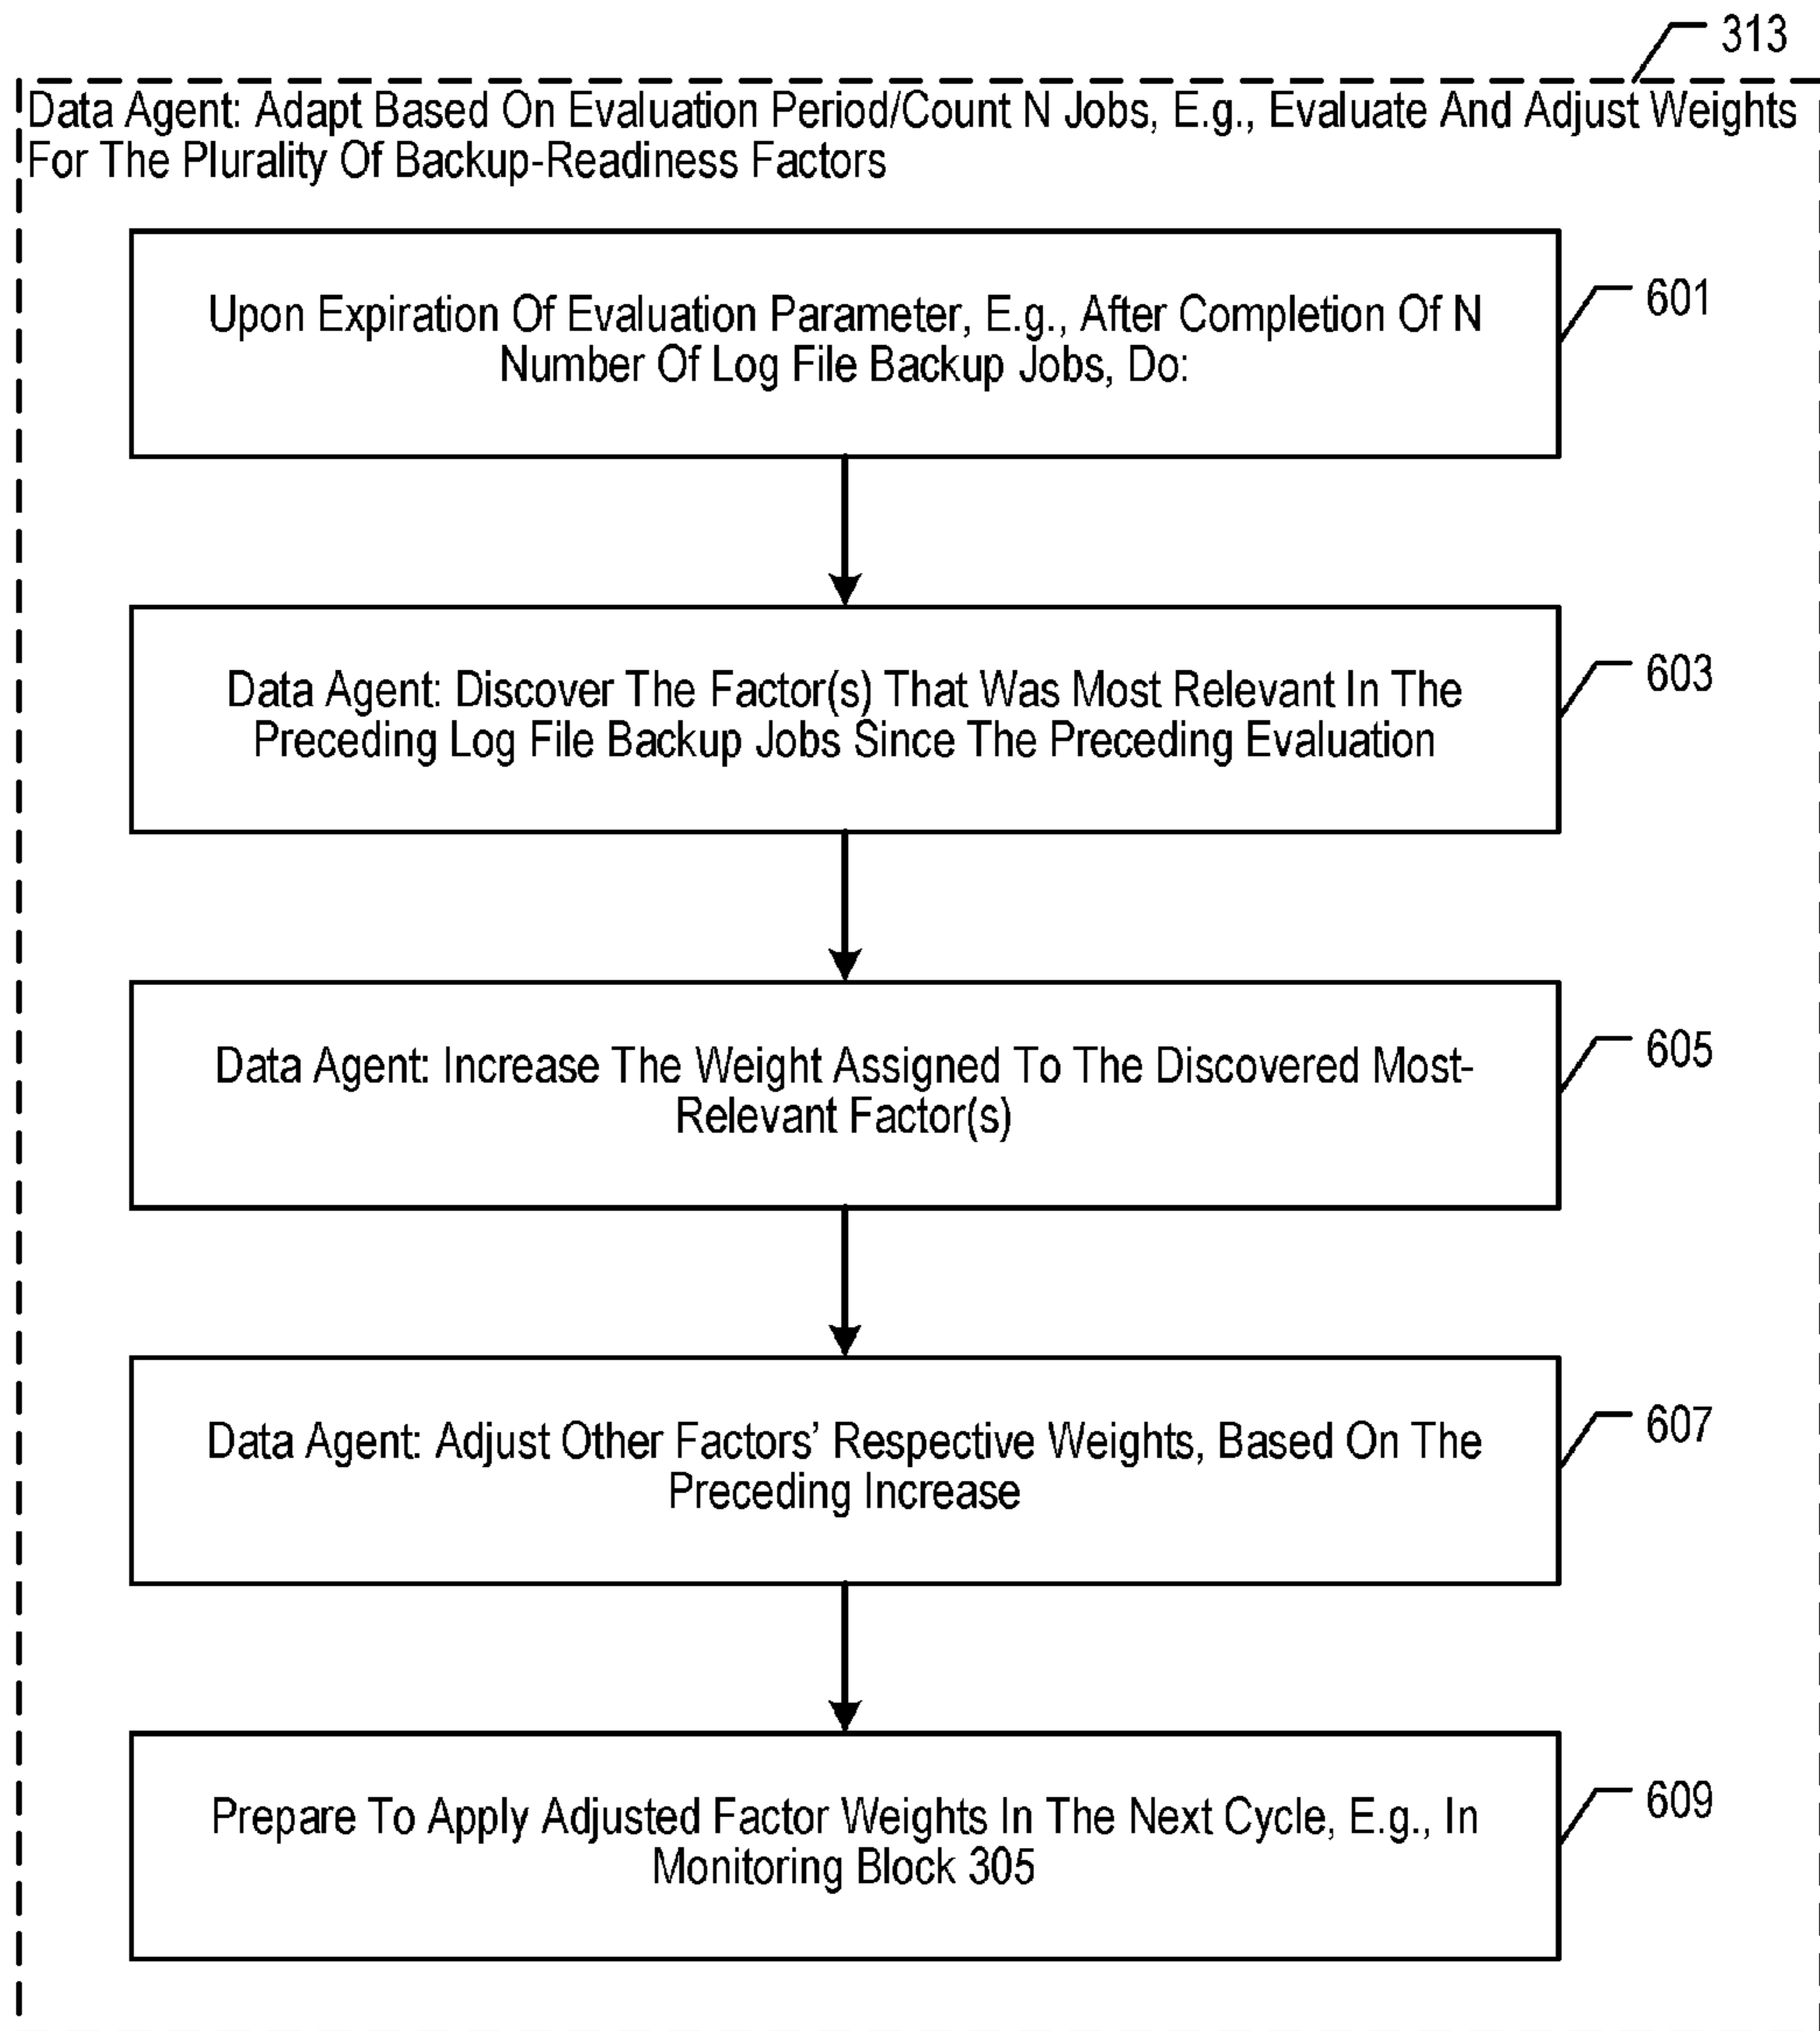 313
Data Agent: Adapt Based On Evaluation Period/Count N Jobs, E.g., Evaluate And Adjust Weights
For The Plurality Of Backup-Readiness Factors
Upon Expiration Of Evaluation Parameter, E.g., After Completion Of N
Number Of Log File Backup Jobs, Do:
601
Data Agent: Discover The Factor(s) That Was Most Relevant In The
Preceding Log File Backup Jobs Since The Preceding Evaluation
603
Data Agent: Increase The Weight Assigned To The Discovered Most-
Relevant Factor(s)
605
Data Agent: Adjust Other Factors’ Respective Weights, Based On The
Preceding Increase
607
Prepare To Apply Adjusted Factor Weights In The Next Cycle, E.g., In
Monitoring Block 305
609